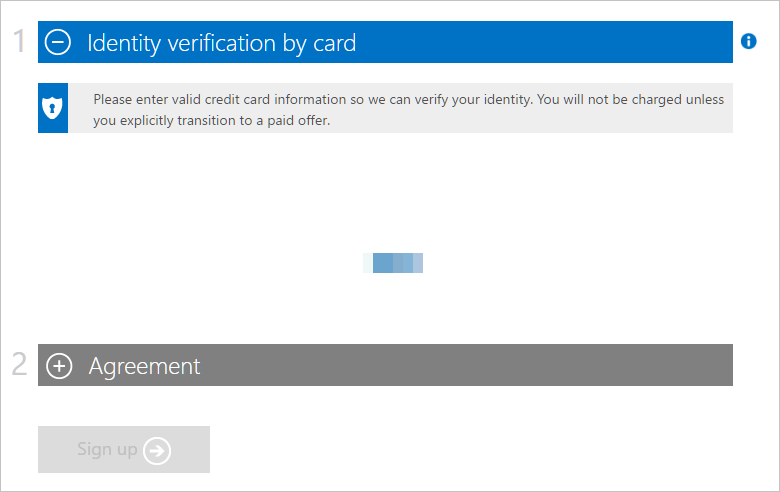 1 Identity verification by card
Please enter valid credit card information so we can verify your identity. You will not be charged unless
you explicitly transition to a paid offer.
2 Agreement
Sign up